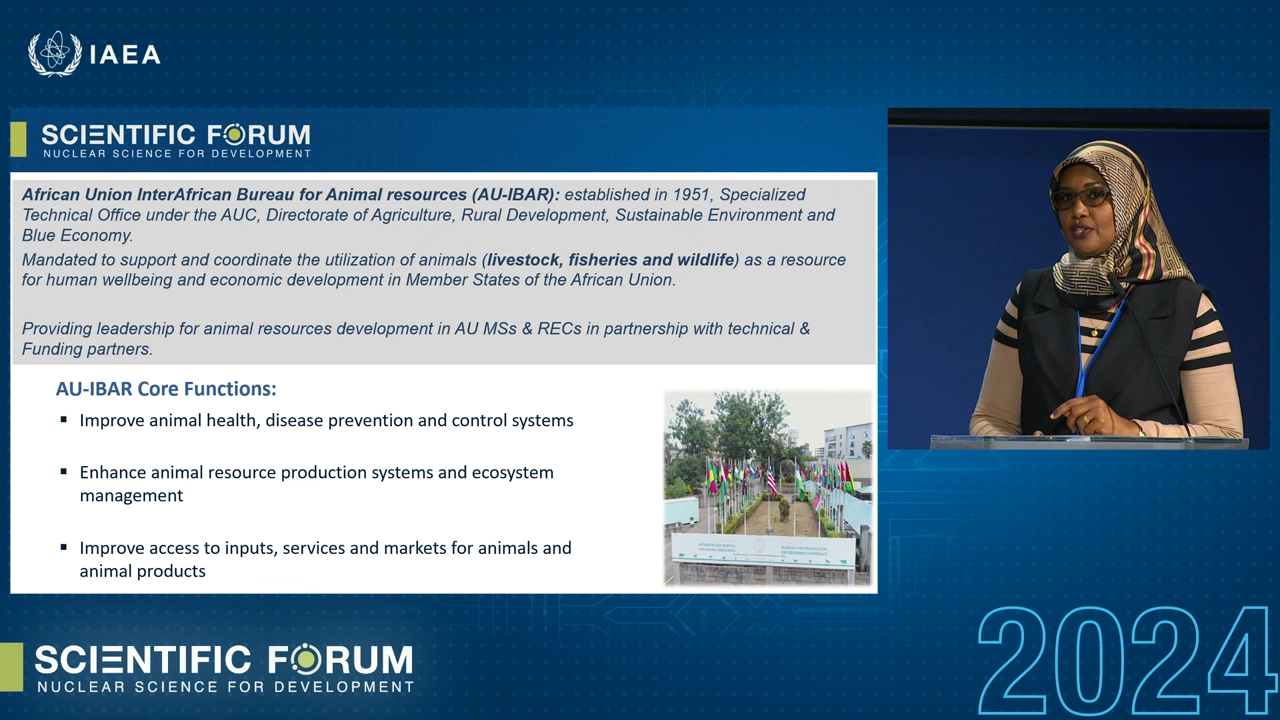 IAEA
SCIENTIFIC FORUM
NUCLEAR SCIENCE FOR DEVELOPMENT
African Union InterAfrican Bureau for Animal resources (AU-IBAR): established in 1951, Specialized
Technical Office under the AUC, Directorate of Agriculture, Rural Development, Sustainable Environment and
Blue Economy.
Mandated to support and coordinate the utilization of animals (livestock, fisheries and wildlife) as a resource
for human wellbeing and economic development in Member States of the African Union.
Providing leadership for animal resources development in AU MSs & RECs in partnership with technical &
Funding partners.
AU-IBAR Core Functions:
▪ Improve animal health, disease prevention and control systems
▪ Enhance animal resource production systems and ecosystem
management
▪ Improve access to inputs, services and markets for animals and
animal products
SCIENTIFIC FORUM
NUCLEAR SCIENCE FOR DEVELOPMENT
2024